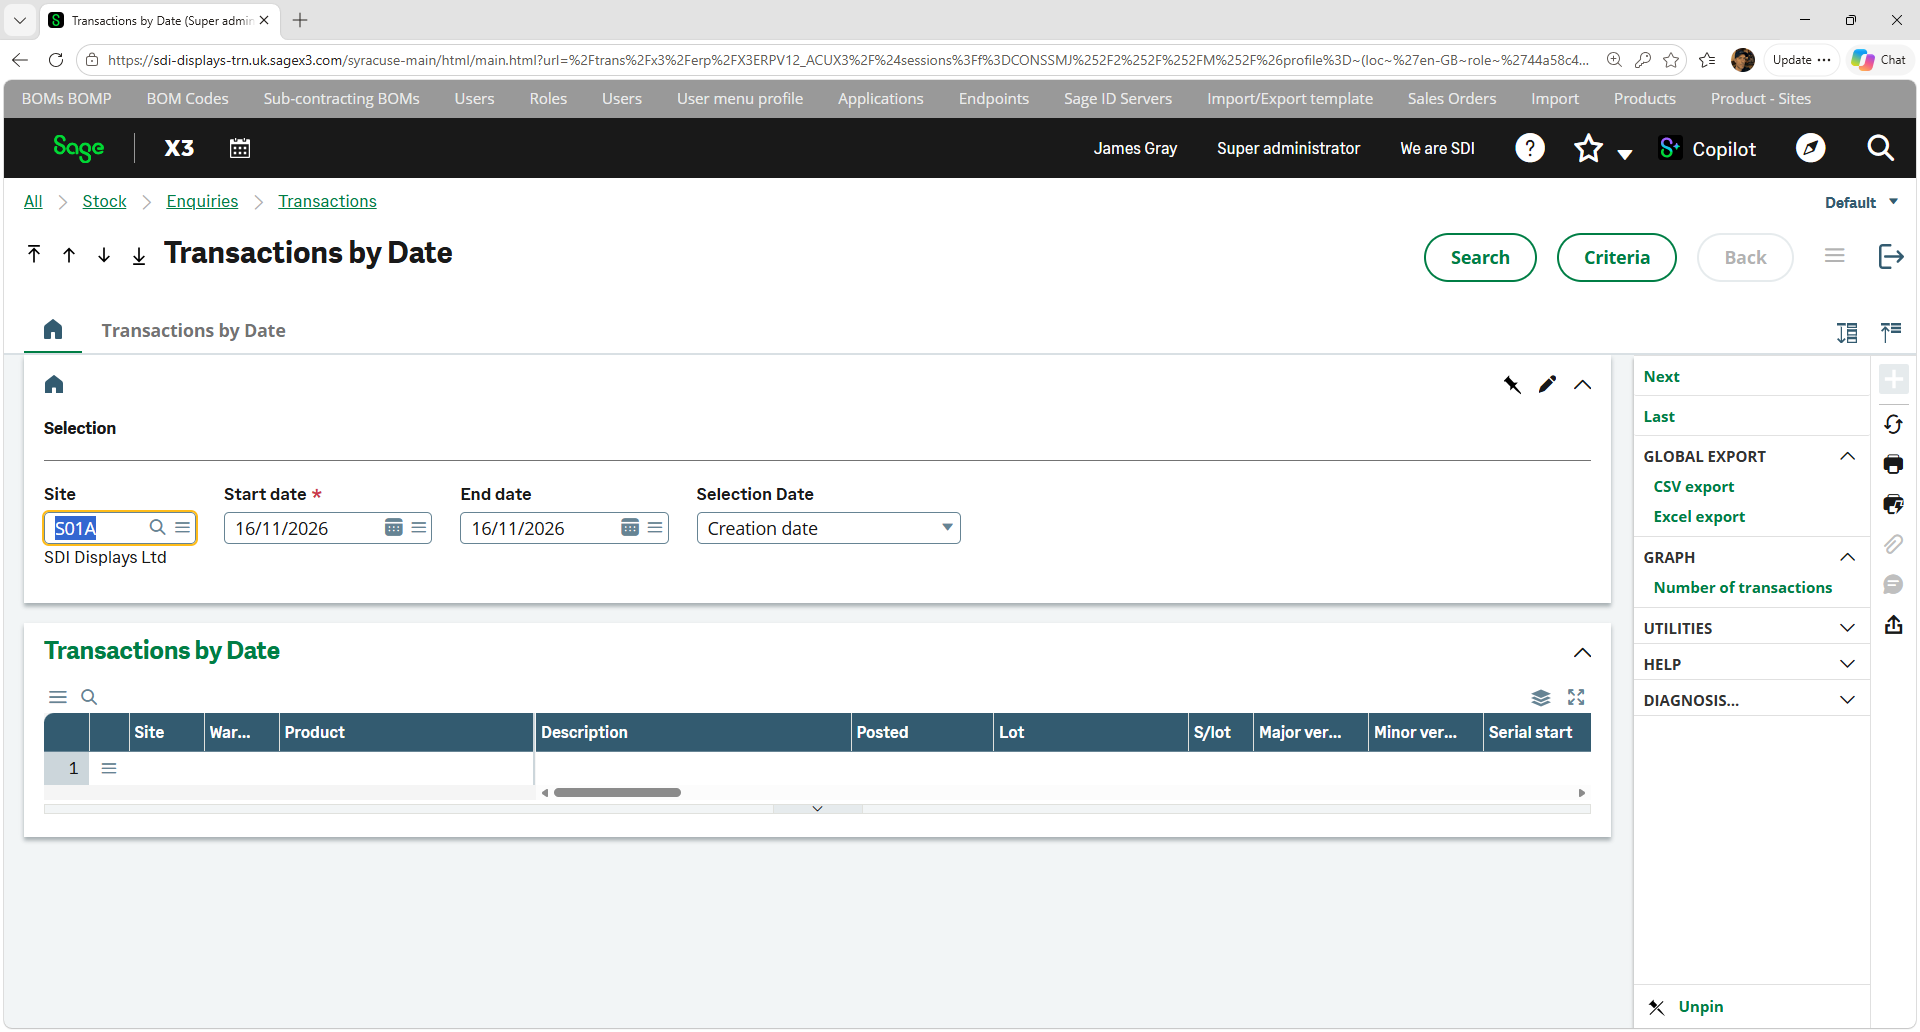 Transactions by Date (Super admin
https://sdi-displays-trn.uk.sagex3.com/syracuse-main/html/main.html?url=%2Ftrans%2Fx3%2Ferp%2FX3ERPV12_ACUX3%2F%24sessions%3Ff%3DCONSSMJ%252F2%252F%252FM%252F%26profile%3D~(loc~%27en-GB~role~%2744a58c4...
Update
Chat
BOMs BOMP
BOM Codes
Sub-contracting BOMs
Users
Roles
Users
User menu profile
Applications
Endpoints
Sage ID Servers
Import/Export template
Sales Orders
Import
Products
Product - Sites
Sage
X3
James Gray
Super administrator
We are SDI
?
Copilot
All
Stock
Enquiries
Transactions
Default
Transactions by Date
Search
Criteria
Back
Transactions by Date
Selection
Site
Start date *
End date
Selection Date
S01A
16/11/2026
16/11/2026
Creation date
SDI Displays Ltd
Transactions by Date
Site
War...
Product
Description
Posted
Lot
S/lot
Major ver...
Minor ver...
Serial start
1
Next
Last
GLOBAL EXPORT
CSV export
Excel export
GRAPH
Number of transactions
UTILITIES
HELP
DIAGNOSIS...
Unpin